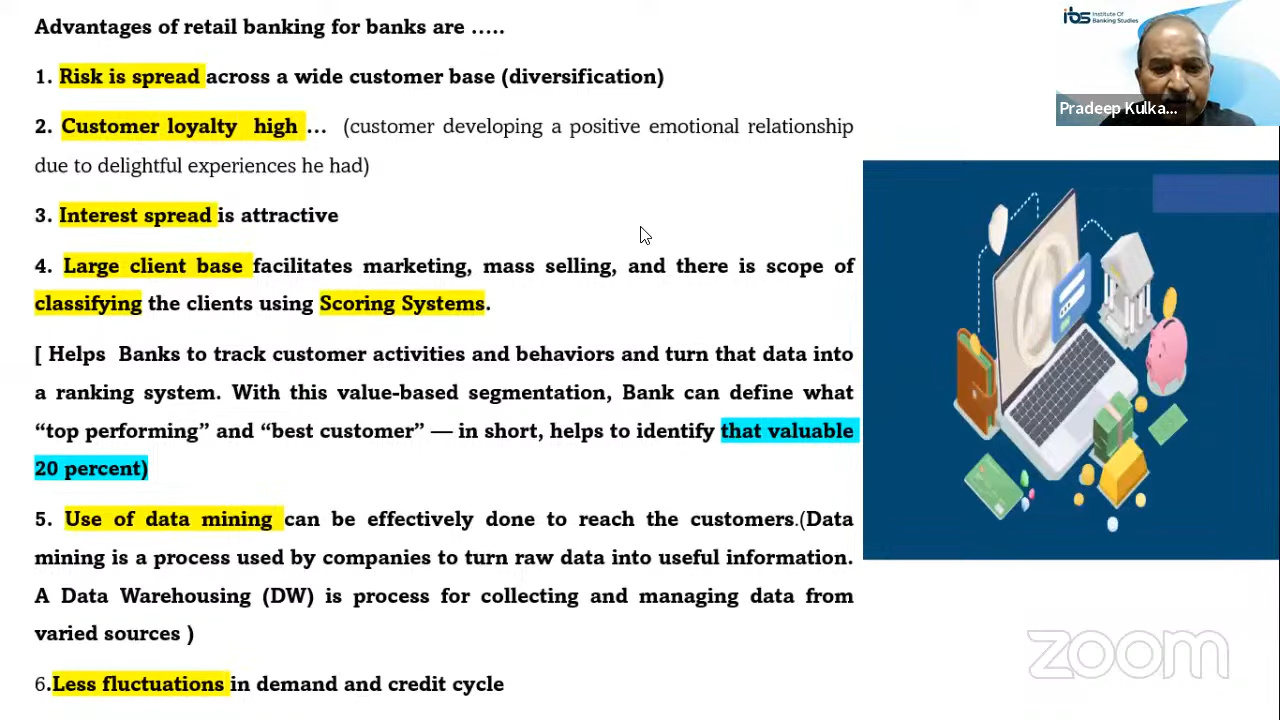 Advantages of retail banking for banks are …..
1. Risk is spread across a wide customer base (diversification)
2. Customer loyalty high … (customer developing a positive emotional relationship
due to delightful experiences he had)
3. Interest spread is attractive
4. Large client base facilitates marketing, mass selling, and there is scope of
classifying the clients using Scoring Systems.
[ Helps Banks to track customer activities and behaviors and turn that data into
a ranking system. With this value-based segmentation, Bank can define what
“top performing” and “best customer” — in short, helps to identify that valuable
20 percent)
5. Use of data mining can be effectively done to reach the customers.(Data
mining is a process used by companies to turn raw data into useful information.
A Data Warehousing (DW) is process for collecting and managing data from
varied sources )
6.Less fluctuations in demand and credit cycle
ibs Institute Of
Banking Studies
Pradeep Kulka...
zoom